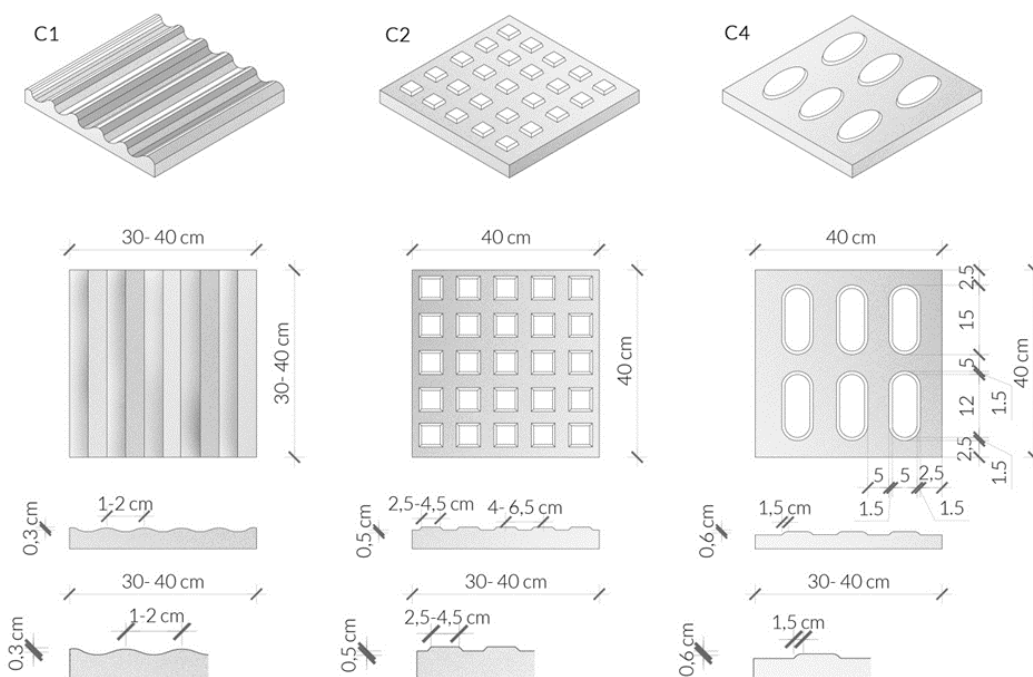 C1
C2
C4
30- 40 cm
40 cm
40 cm
30- 40 cm
40 cm
2.5
15
5
12
1.5
2,5
1.5
40 cm
5
5
2,5
1.5
1.5
1-2 cm
0,3 cm
2,5-4,5 cm
4- 6,5 cm
0,5 cm
1,5 cm
0,6 cm
30- 40 cm
30- 40 cm
30- 40 cm
1-2 cm
0,3 cm
2,5-4,5 cm
0,5 cm
1,5 cm
0,6 cm